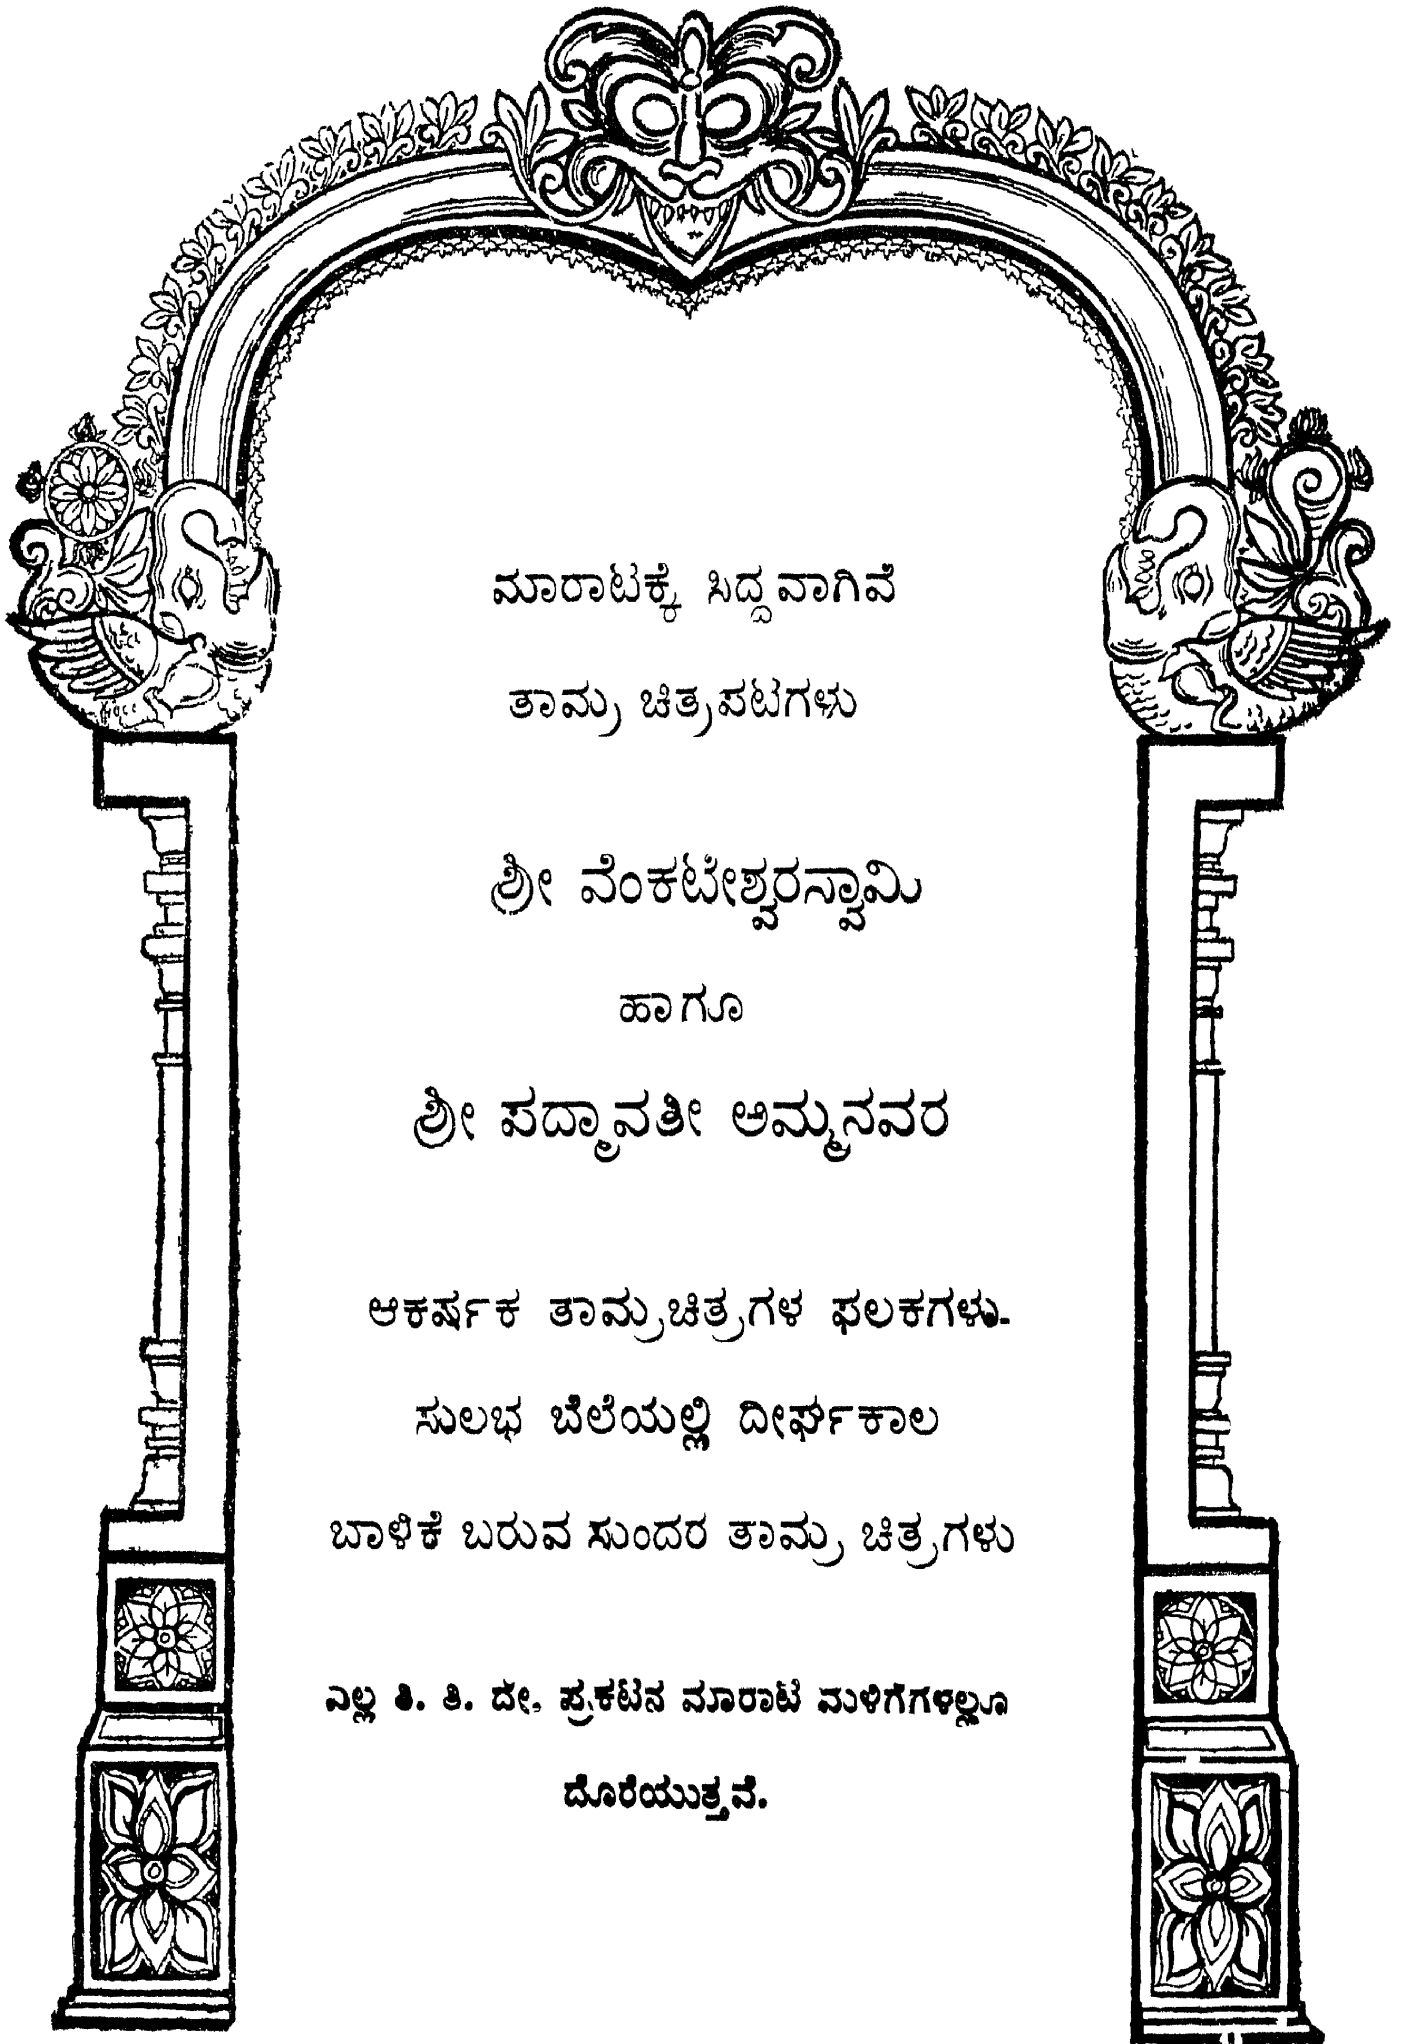 ಮಾರಾಟಕ್ಕೆ ಸಿದ್ದವಾಗಿವೆ
ತಾಮ್ರ ಚಿತ್ರಪಟಗಳು
ಶ್ರೀ ವೆಂಕಟೇಶ್ವರಸ್ವಾಮಿ
ಹಾಗೂ
ಶ್ರೀ ಪದ್ಮಾವತೀ ಅಮ್ಮನವರ
ಆಕರ್ಷಕ ತಾಮ್ರಚಿತ್ರಗಳ ಫಲಕಗಳು-
ಸುಲಭ ಬೆಲೆಯಲ್ಲಿ ದೀರ್ಘಕಾಲ
ಬಾಳಿಕೆ ಬರುವ ಸುಂದರ ತಾಮ್ರ ಚಿತ್ರಗಳು
ಎಲ್ಲ ತಿ. ತಿ. ದೇ. ಪ್ರಕಟನ ಮಾರಾಟ ಮಳಿಗೆಗಳಲ್ಲೂ
ದೊರೆಯುತ್ತವೆ.